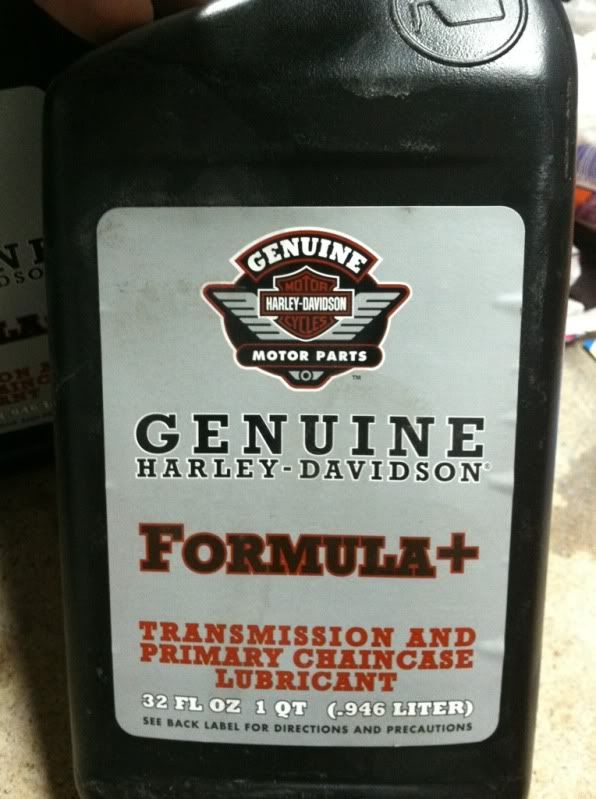 GENUINE
MOTOR
HARLEY-DAVIDSON
CYCLES
MOTOR PARTS
™
GENUINE
HARLEY-DAVIDSON®
FORMULA+
TRANSMISSION AND
PRIMARY CHAINCASE
LUBRICANT
32 FL OZ 1 QT (.946 LITER)
SEE BACK LABEL FOR DIRECTIONS AND PRECAUTIONS